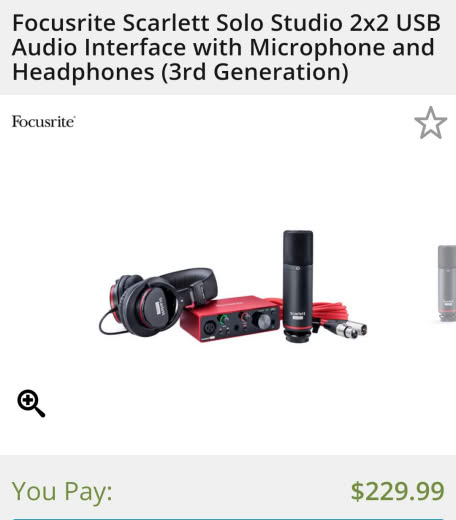 Focusrite Scarlett Solo Studio 2x2 USB
Audio Interface with Microphone and
Headphones (3rd Generation)
Focusrite
You Pay: $229.99